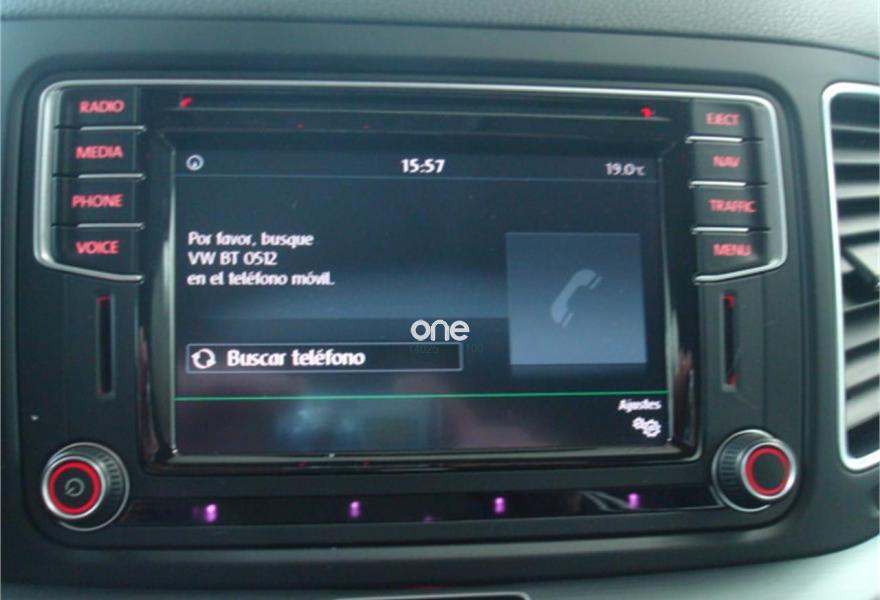 RADIO
MEDIA
PHONE
VOICE
EJECT
NAV
TRAFFIC
MENU
15:57
19.0°C
Por favor, busque
VW BT 0512
en el teléfono móvil.
one
Buscar teléfono
Ajustes